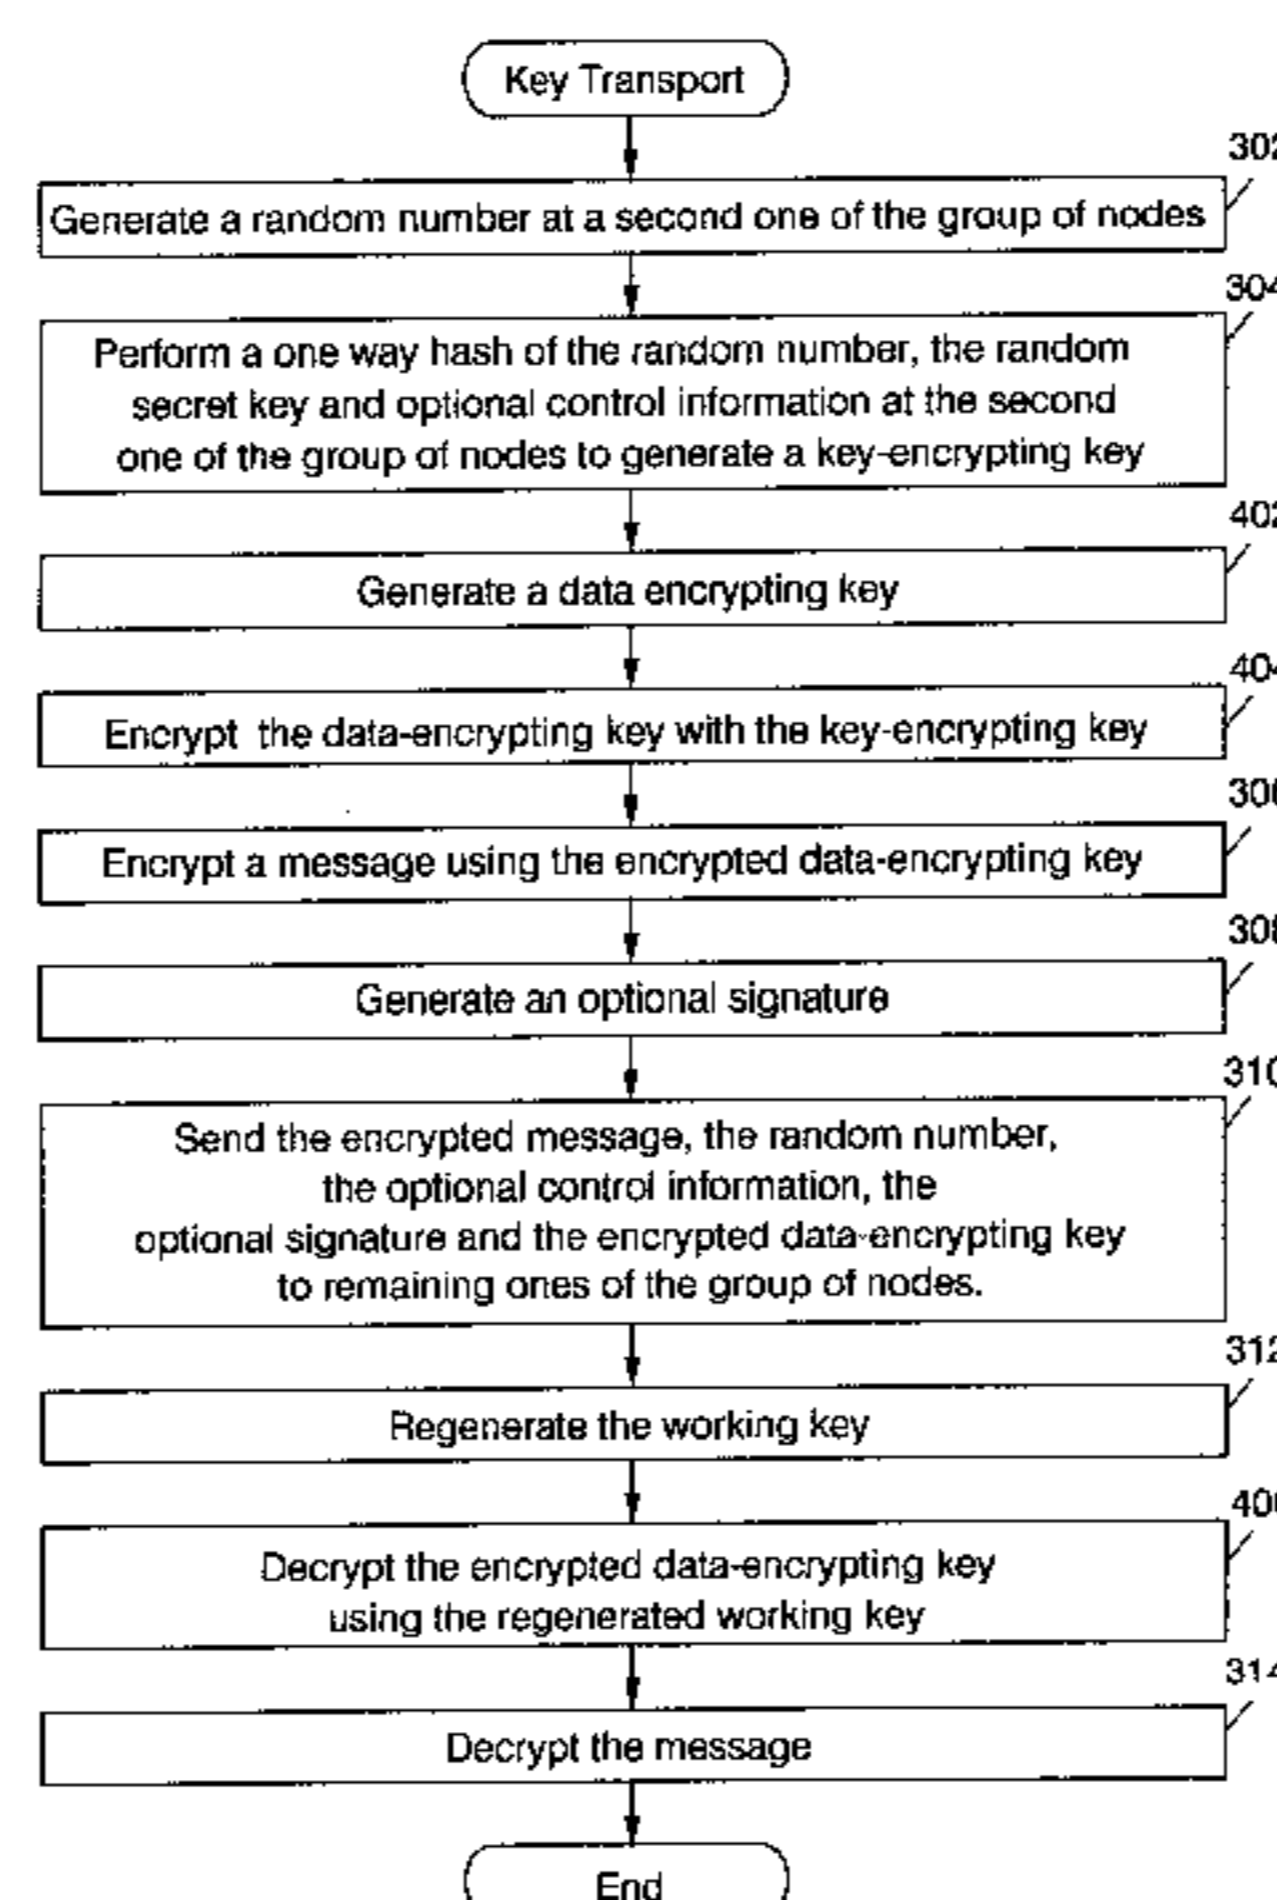 Key Transport
302
Generate a random number at a second one of the group of nodes
304
Perform a one way hash of the random number, the random
secret key and optional control information at the second
one of the group of nodes to generate a key-encrypting key
402
Generate a data encrypting key
404
Encrypt the data-encrypting key with the key-encrypting key
306
Encrypt a message using the encrypted data-encrypting key
308
Generate an optional signature
310
Send the encrypted message, the random number,
the optional control information, the
optional signature and the encrypted data-encrypting key
to remaining ones of the group of nodes.
312
Regenerate the working key
406
Decrypt the encrypted data-encrypting key
using the regenerated working key
314
Decrypt the message
End